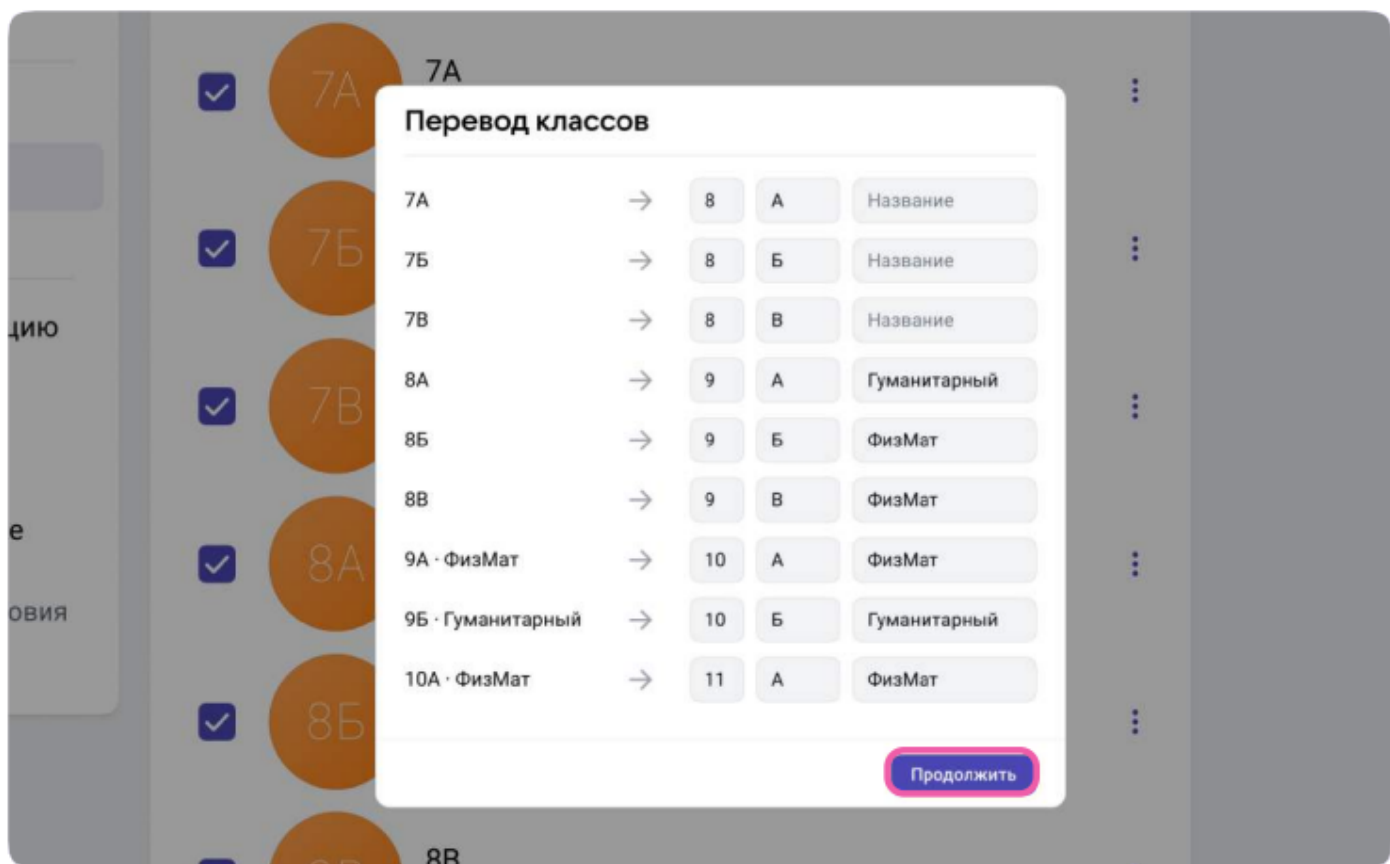 7А
7А
Перевод классов
7А → 8 А Название
7Б
7Б → 8 Б Название
7В → 8 В Название
цию
8А → 9 А Гуманитарный
7В
8Б → 9 Б ФизМат
8В → 9 В ФизМат
е
9А · ФизМат → 10 А ФизМат
8А
овия
9Б · Гуманитарный → 10 Б Гуманитарный
10А · ФизМат → 11 А ФизМат
8Б
Продолжить
8В